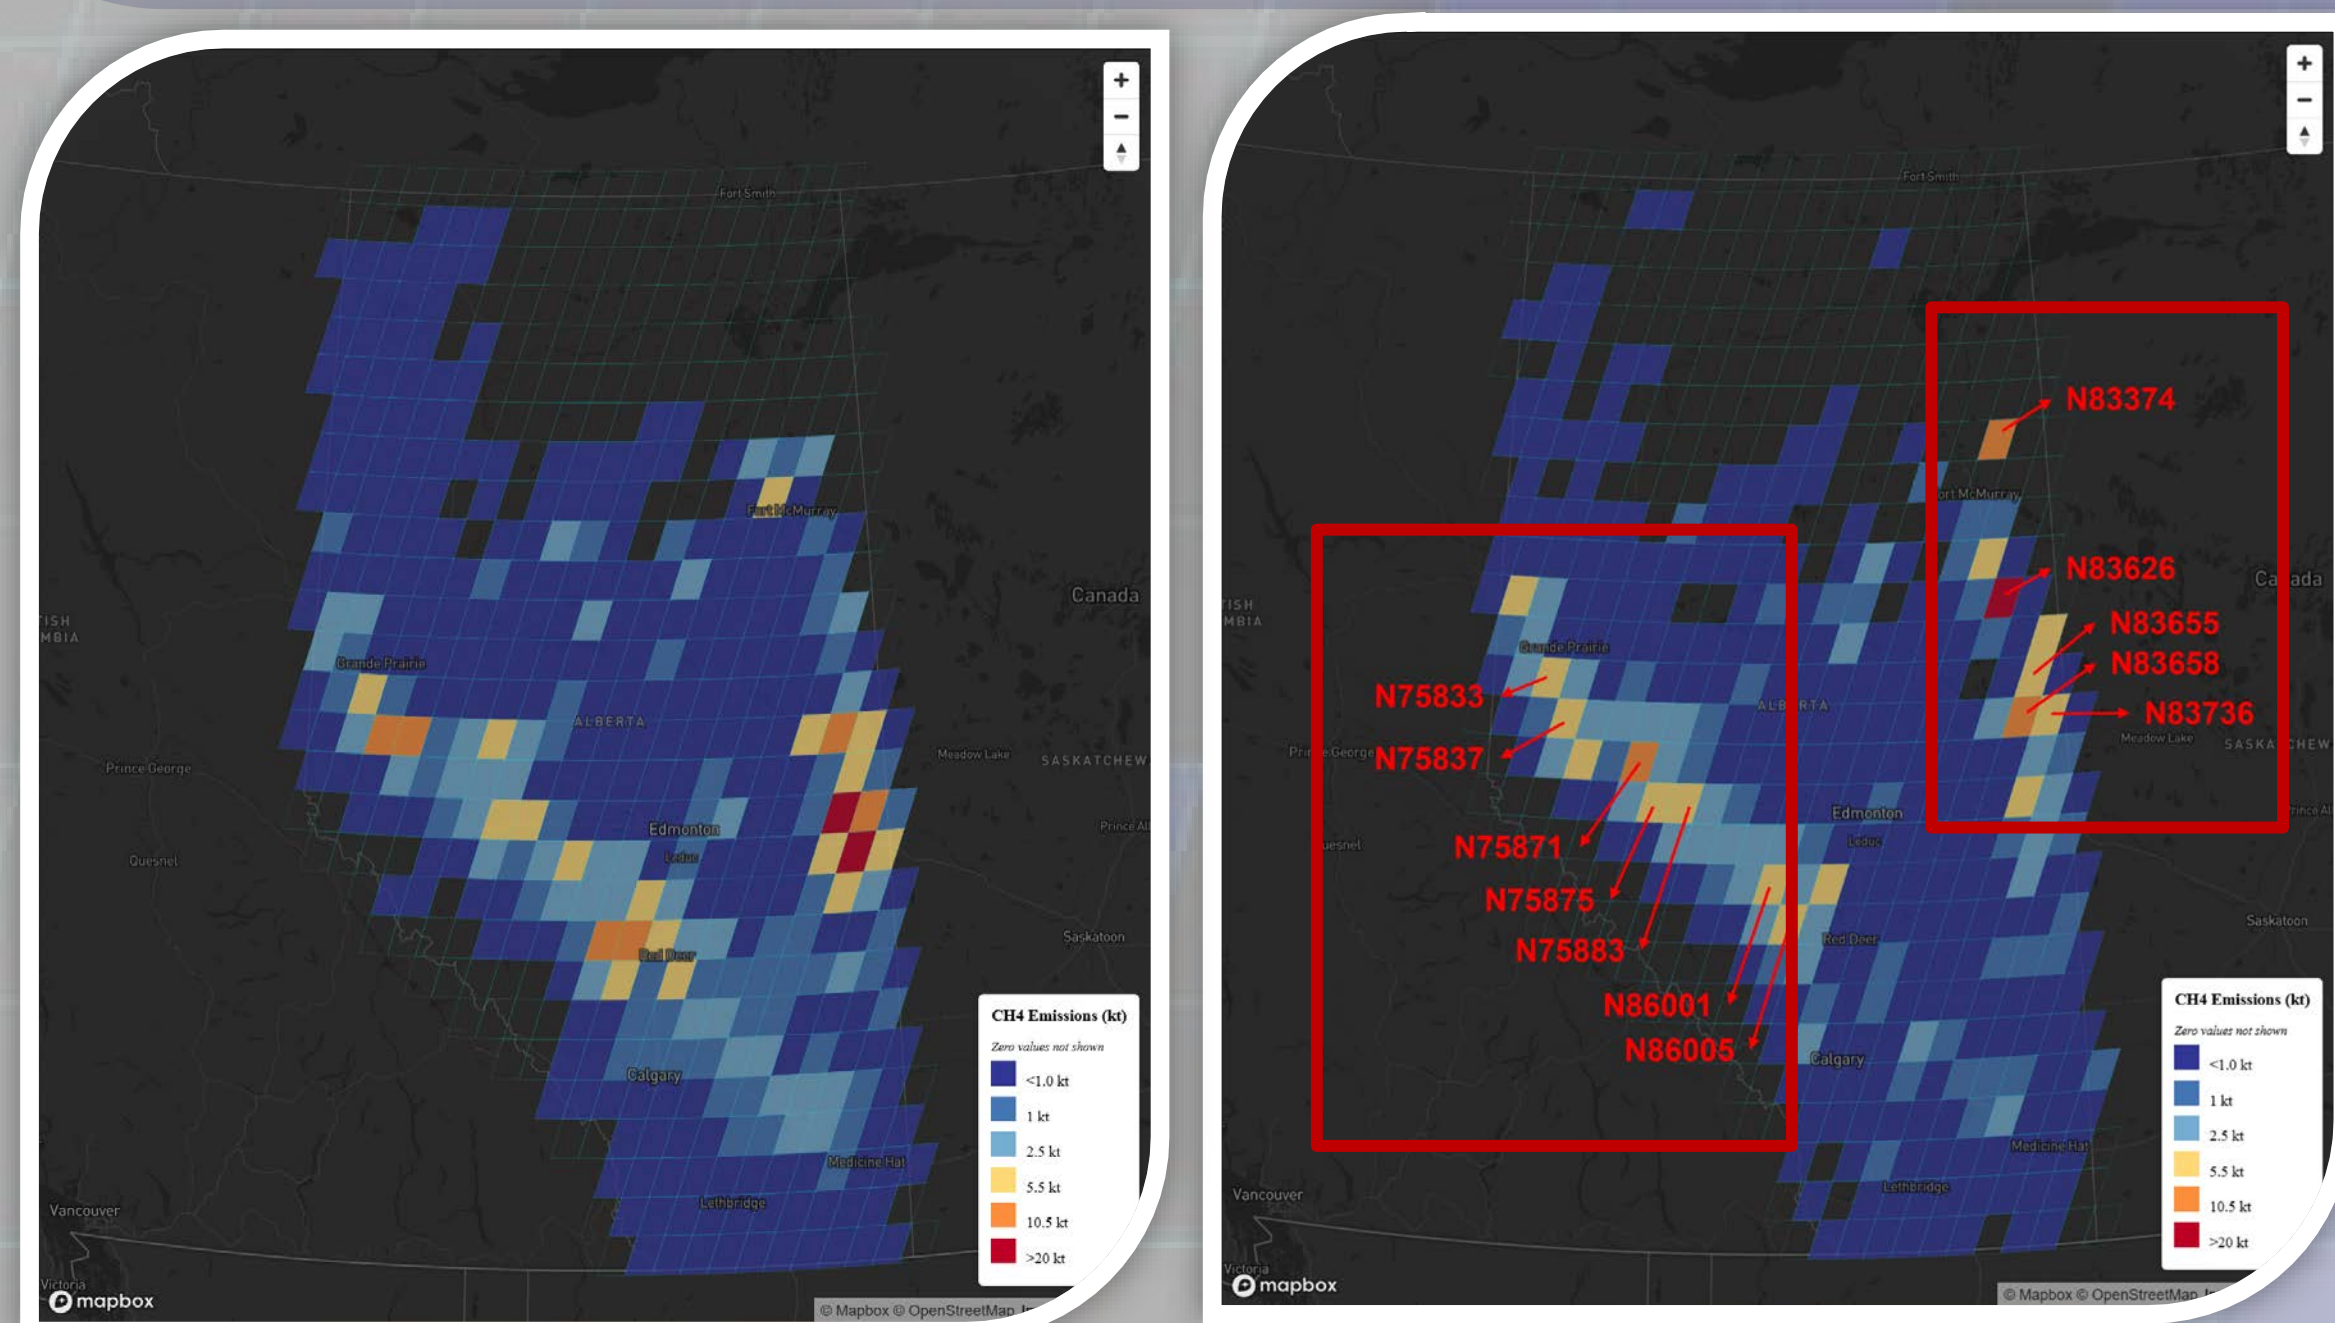 +
−
Fort Smith
Fort McMurray
Canada
Grande Prairie
ALBERTA
Meadow Lake
SASKATCHEW
Prince George
Edmonton
Leduc
Quesnel
Saskatoon
Red Deer
Calgary
Medicine Hat
Lethbridge
Vancouver
Victoria
mapbox
© Mapbox © OpenStreetMap
CH4 Emissions (kt)
Zero values not shown
<1.0 kt
1 kt
2.5 kt
5.5 kt
10.5 kt
>20 kt
+
−
Fort Smith
N83374
ort McMurray
N83626
Canada
N83655
N83658
N83736
Grande Prairie
N75833
ALBERTA
Meadow Lake
N75837
N75871
Edmonton
Leduc
uesnel
N75875
N75883
Red Deer
Saskatoon
N86001
N86005
Calgary
Medicine Hat
Lethbridge
Vancouver
Victoria
mapbox
© Mapbox © OpenStreetMap
CH4 Emissions (kt)
Zero values not shown
<1.0 kt
1 kt
2.5 kt
5.5 kt
10.5 kt
>20 kt